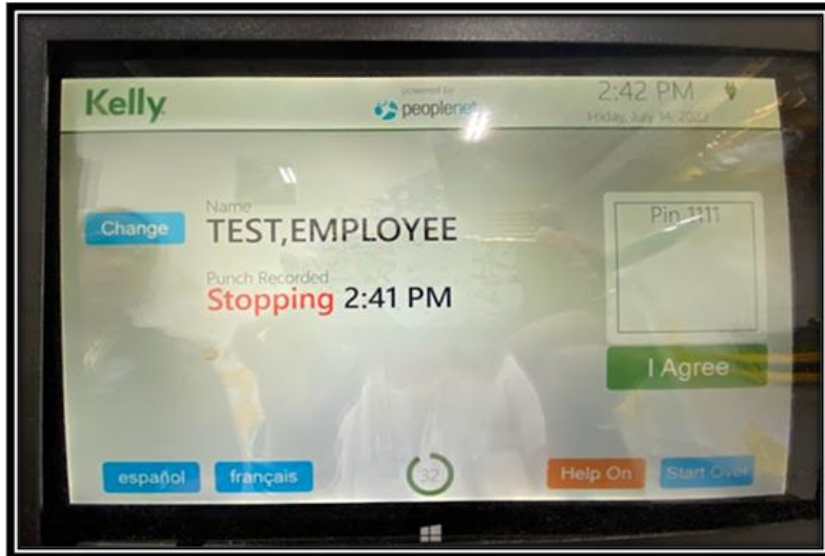 Kelly
powered by
peoplenet
2:42 PM
Friday, July 14, 2023
Change
Name
TEST,EMPLOYEE
Pin 1111
Punch Recorded
Stopping 2:41 PM
I Agree
español
français
32
Help On
Start Over